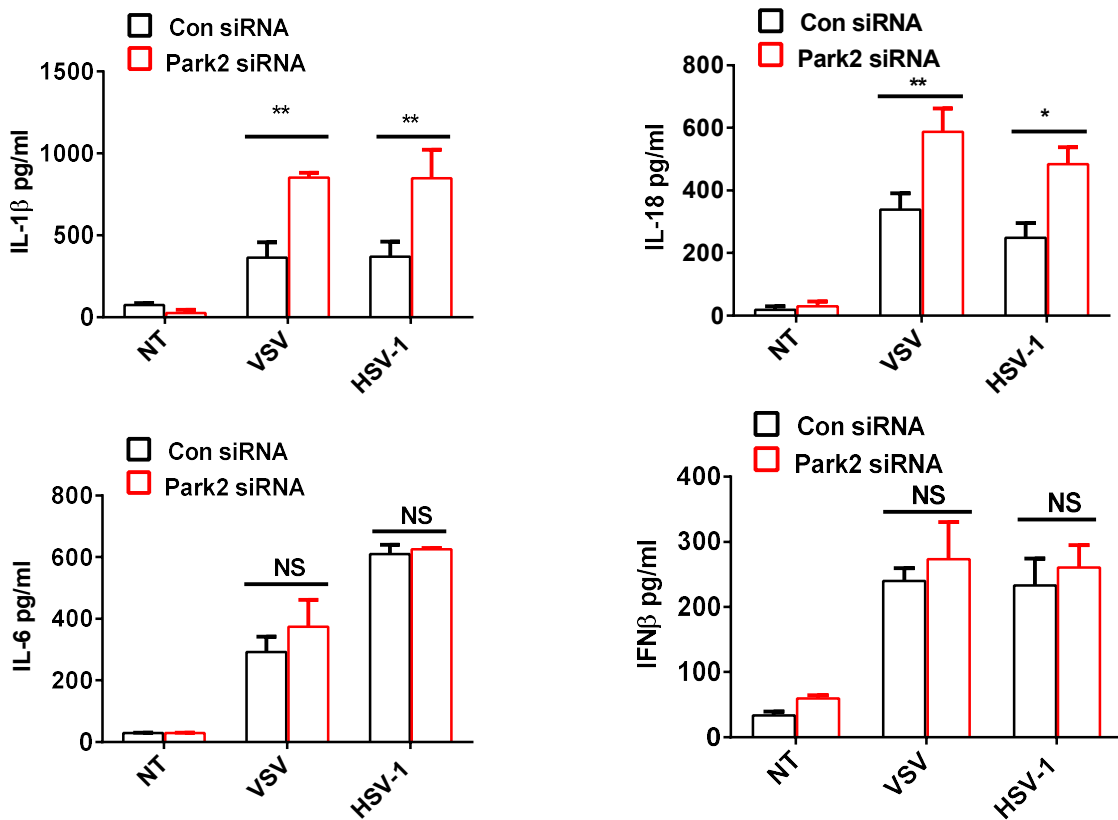 Con siRNA
Park2 siRNA
IL-1β pg/ml
1500
1000
500
0
**
**
NT
VSV
HSV-1
Con siRNA
Park2 siRNA
IL-18 pg/ml
800
600
400
200
0
**
*
NT
VSV
HSV-1
Con siRNA
Park2 siRNA
IL-6 pg/ml
800
600
400
200
0
NS
NS
NT
VSV
HSV-1
Con siRNA
Park2 siRNA
IFNβ pg/ml
400
300
200
100
0
NS
NS
NT
VSV
HSV-1